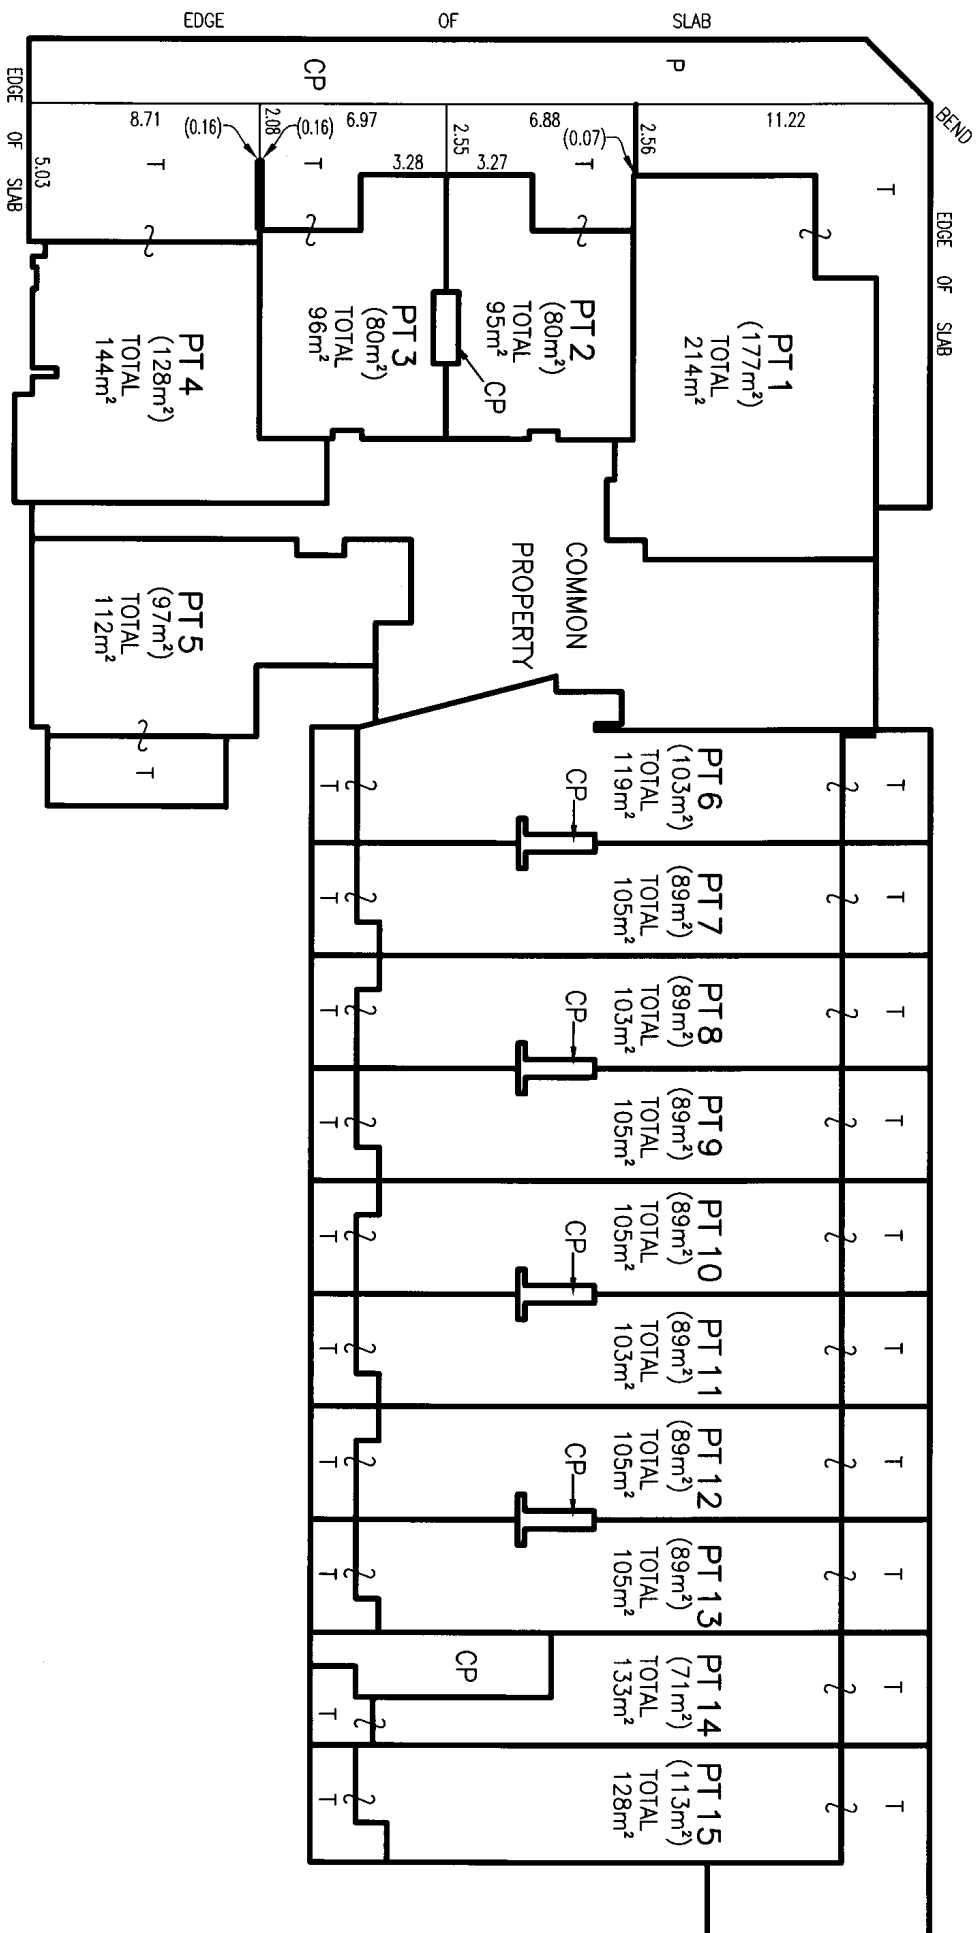 EDGE OF SLAB
BEND
EDGE OF SLAB
EDGE OF SLAB
CP
P
8.71
(0.16)
2.08
(0.16)
6.97
2.55
6.88
(0.07)
2.56
11.22
5.03
3.28
3.27
T
T
T
T
PT 1
(177m²)
TOTAL
214m²
PT 2
(80m²)
TOTAL
95m²
PT 3
(80m²)
TOTAL
96m²
CP
PT 4
(128m²)
TOTAL
144m²
COMMON
PROPERTY
PT 5
(97m²)
TOTAL
112m²
T
PT 6
(103m²)
TOTAL
119m²
CP
T
T
PT 7
(89m²)
TOTAL
105m²
T
T
PT 8
(89m²)
TOTAL
103m²
CP
T
T
PT 9
(89m²)
TOTAL
105m²
T
T
PT 10
(89m²)
TOTAL
105m²
CP
T
T
PT 11
(89m²)
TOTAL
103m²
T
T
PT 12
(89m²)
TOTAL
105m²
CP
T
T
PT 13
(89m²)
TOTAL
105m²
T
T
PT 14
(71m²)
TOTAL
133m²
CP
T
T
PT 15
(113m²)
TOTAL
128m²
T
T